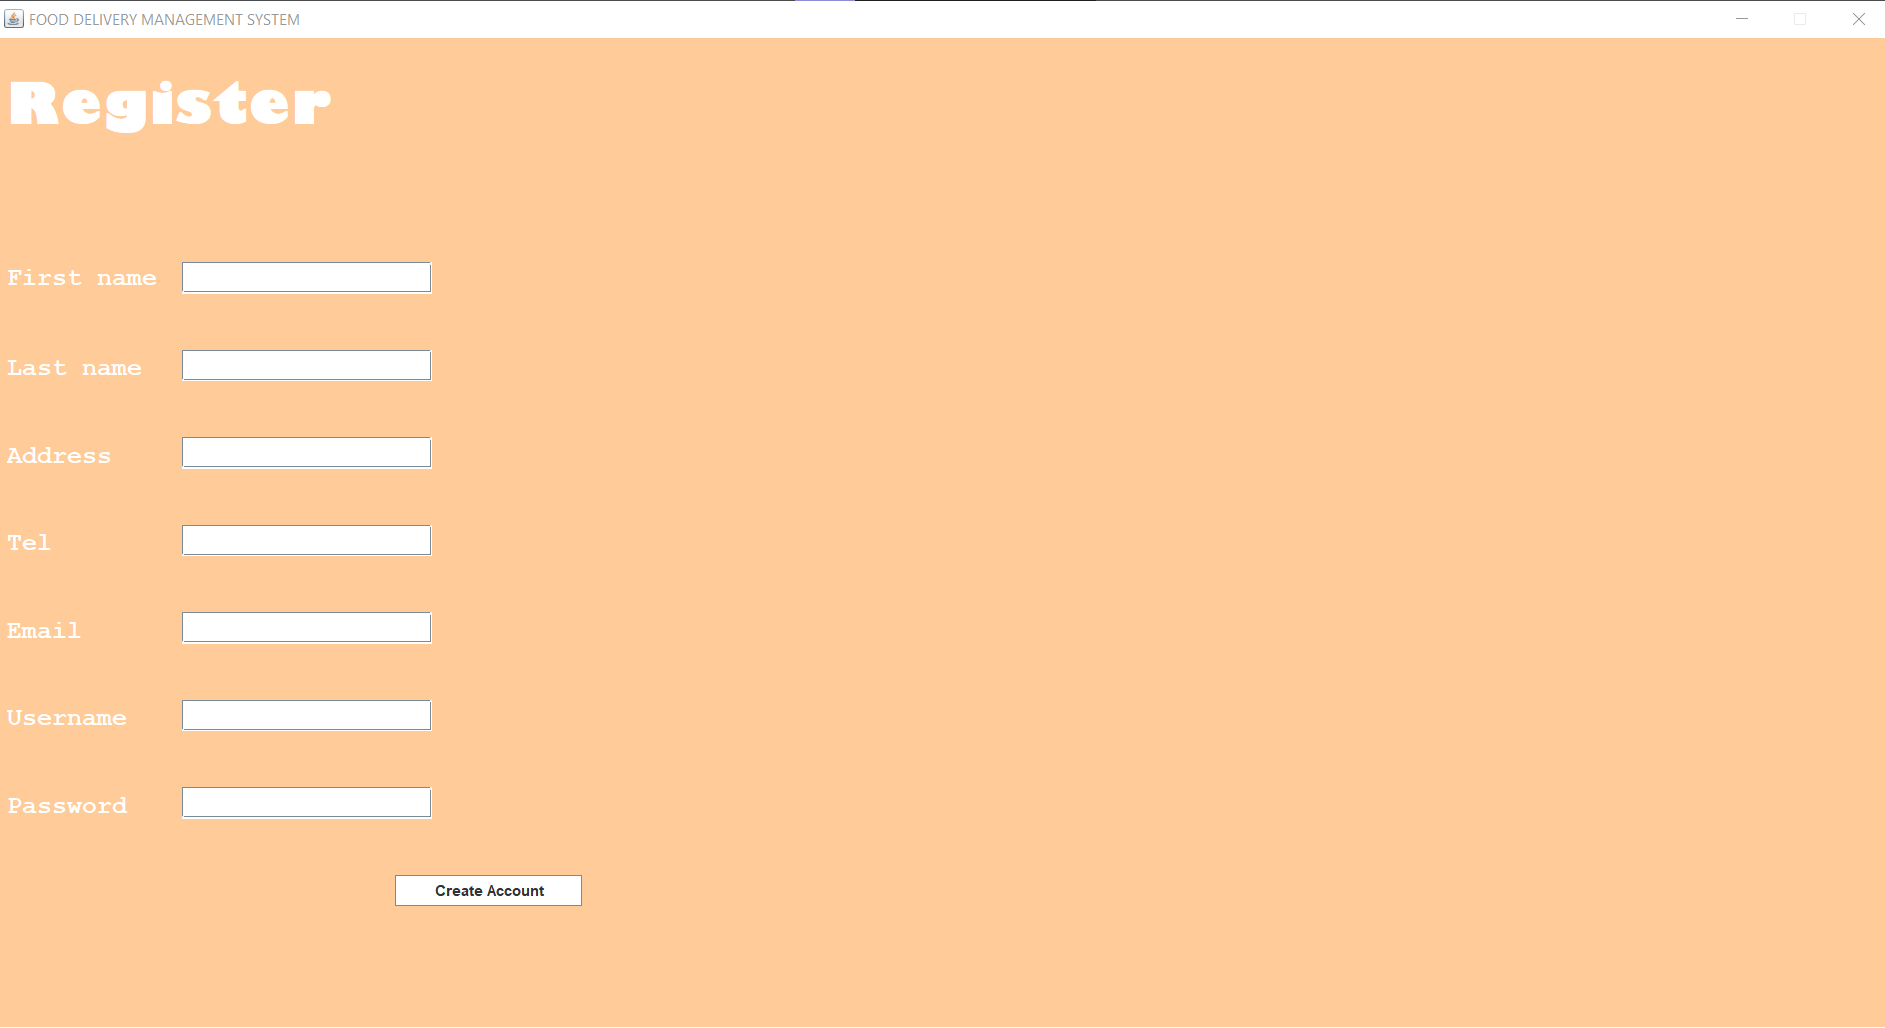 FOOD DELIVERY MANAGEMENT SYSTEM
Register
First name
Last name
Address
Tel
Email
Username
Password
Create Account